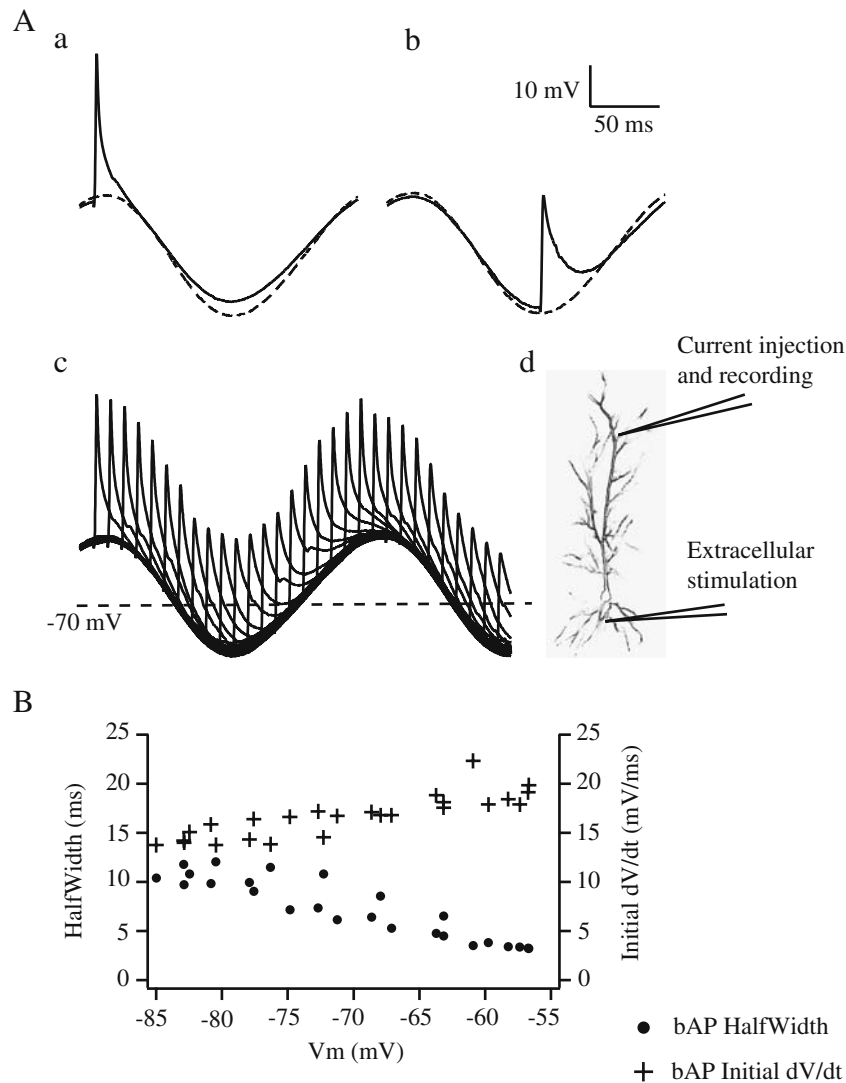 A
a
b
10 mV
50 ms
c
d
Current injection
and recording
Extracellular
stimulation
-70 mV
B
25
20
15
10
5
0
HalfWidth (ms)
25
20
15
10
5
0
Initial dV/dt (mV/ms)
-85
-80
-75
-70
-65
-60
-55
Vm (mV)
bAP HalfWidth
bAP Initial dV/dt